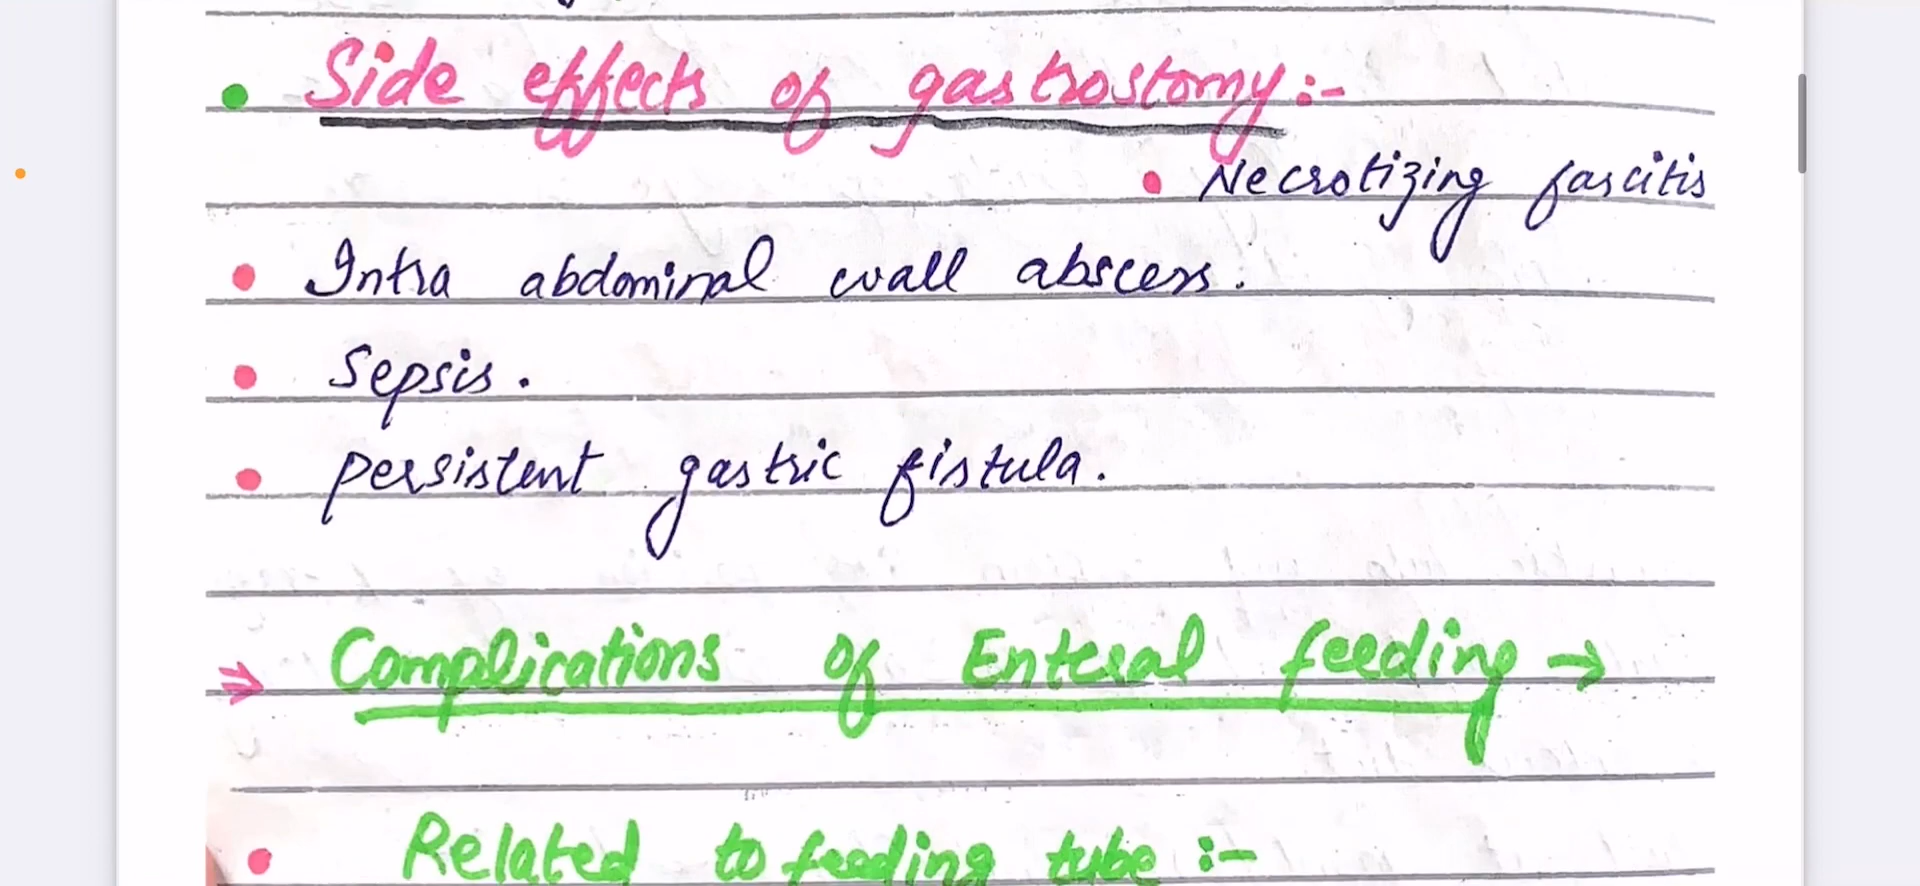 Side effects of gastrostomy:-
• Necrotizing fascitis
• Intra abdominal wall abscess.
• Sepsis.
• persistent gastric fistula.
⇒ Complications of Enteral feeding →
• Related to feeding tube :-